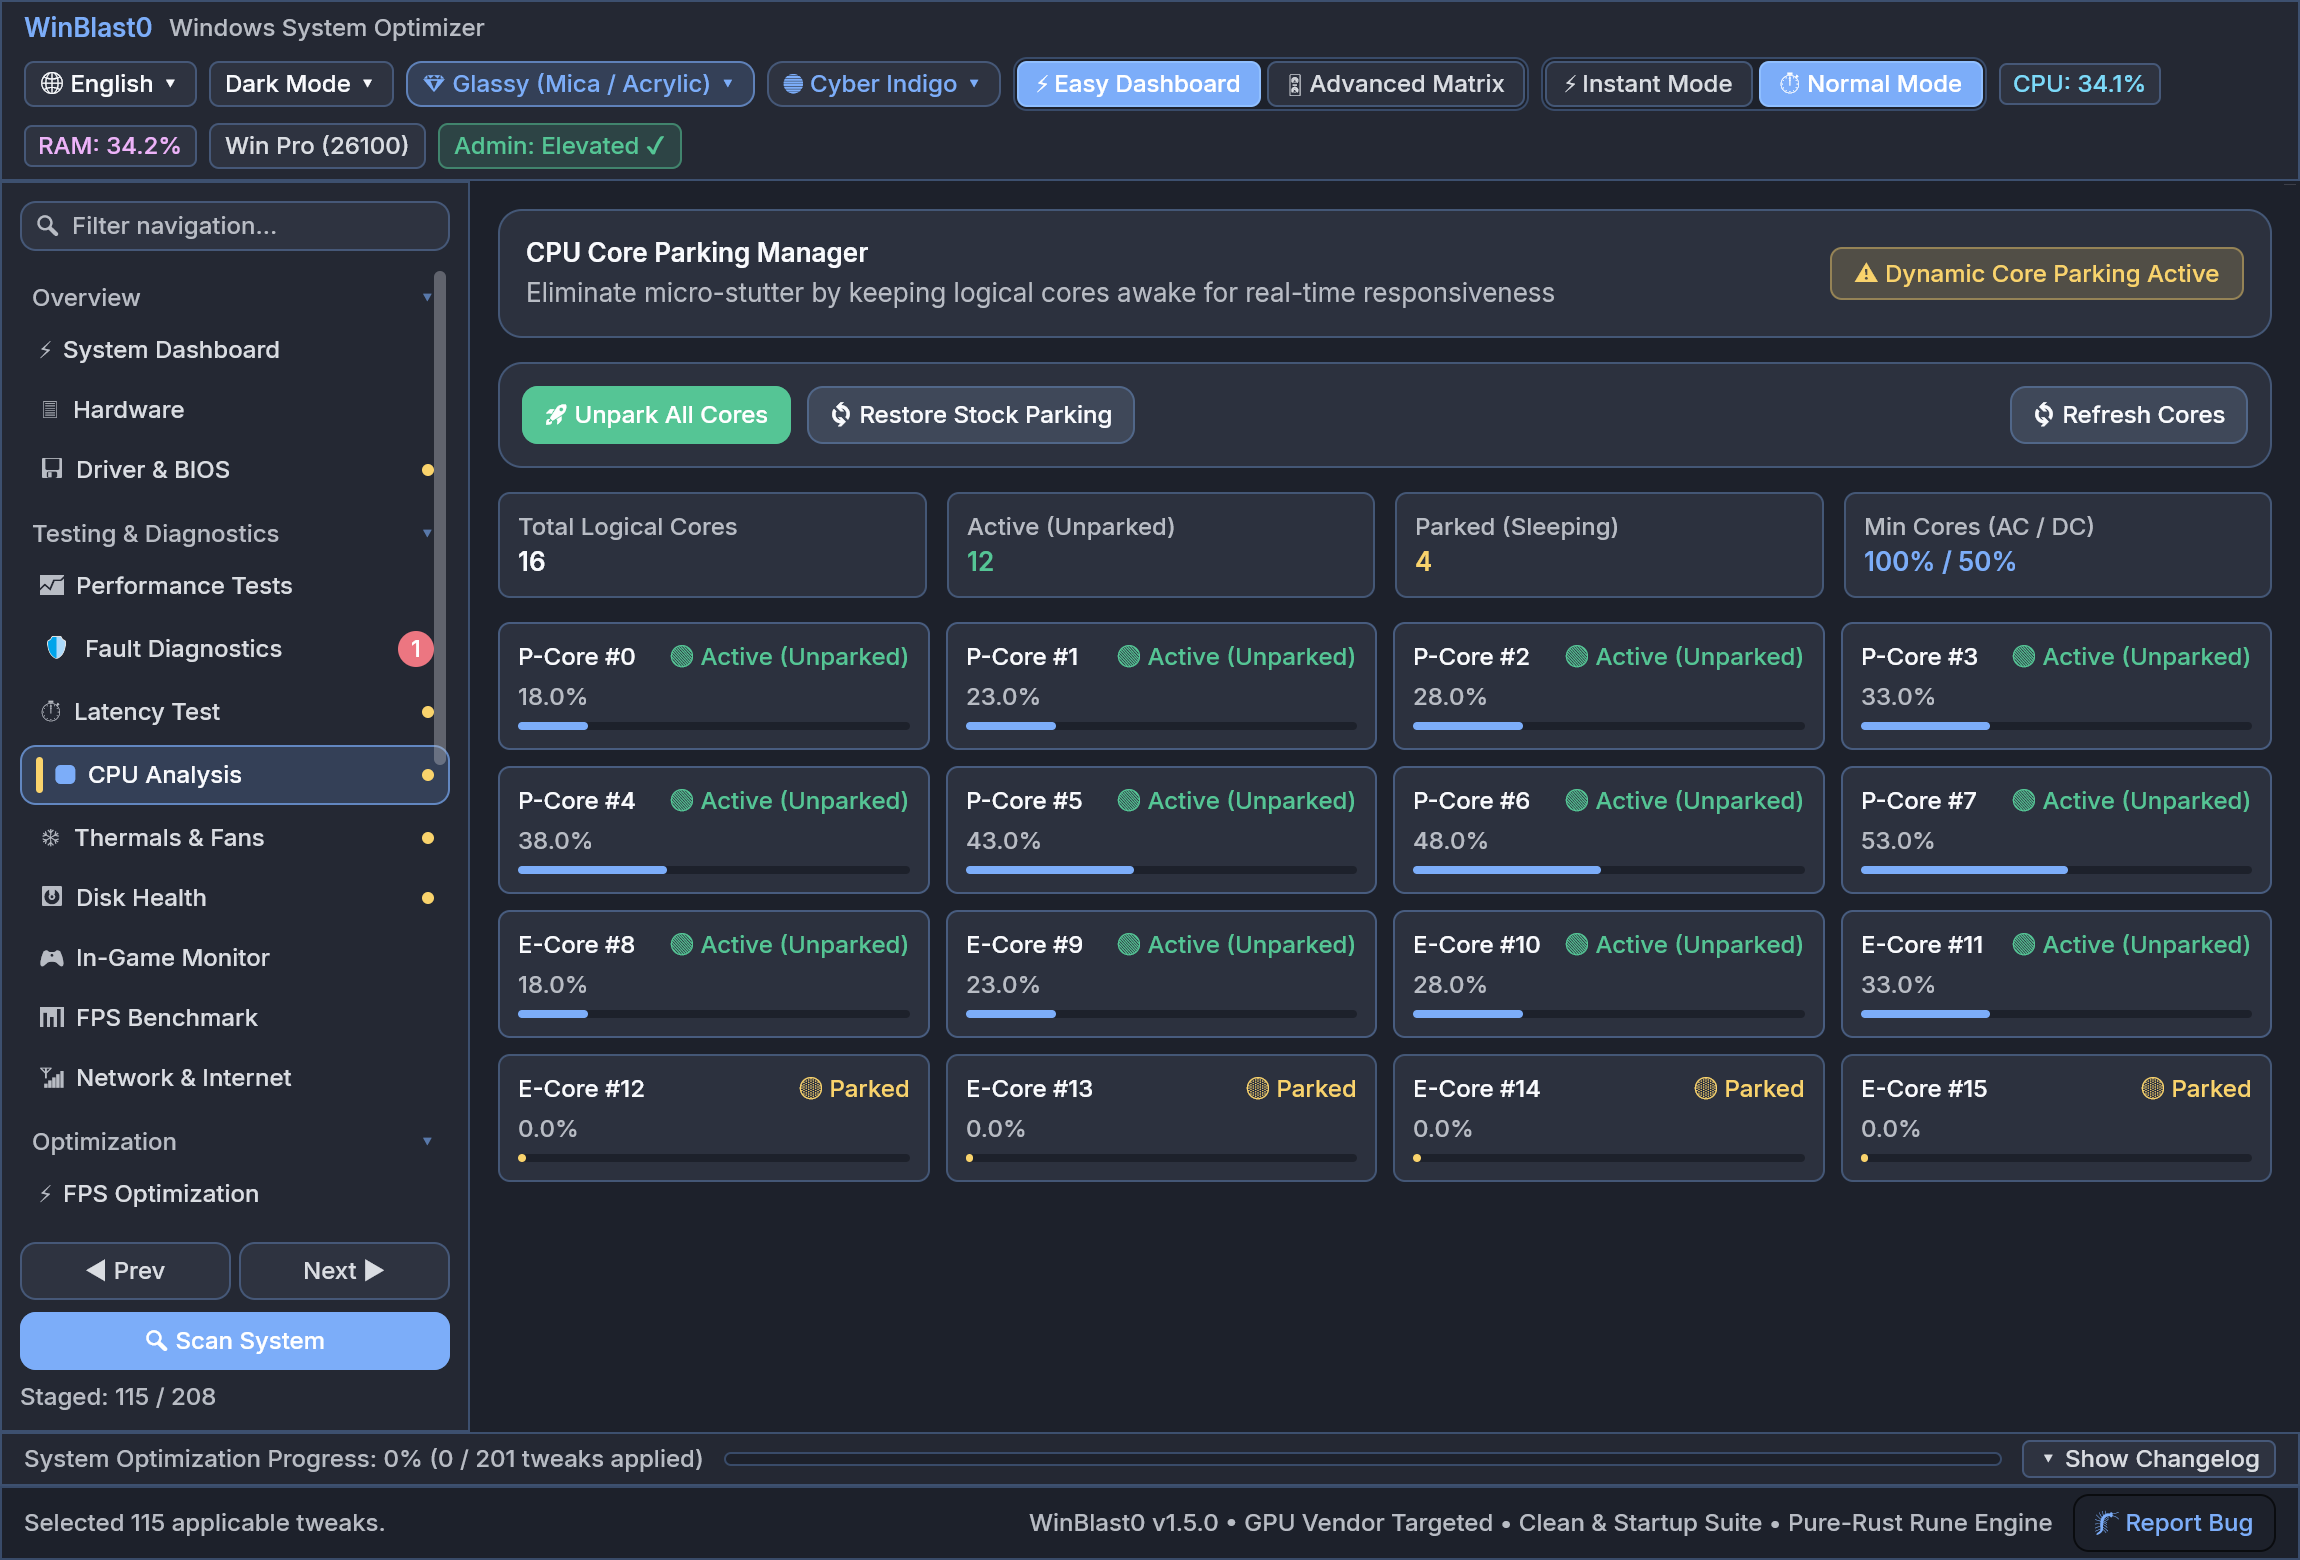 WinBlast0 Windows System Optimizer
English ▼ Dark Mode ▼ Glassy (Mica / Acrylic) ▼ Cyber Indigo ▼ Easy Dashboard Advanced Matrix Instant Mode Normal Mode CPU: 34.1%
RAM: 34.2% Win Pro (26100) Admin: Elevated ✓
Filter navigation...
Overview
System Dashboard
Hardware
Driver & BIOS
Testing & Diagnostics
Performance Tests
Fault Diagnostics 1
Latency Test
CPU Analysis
Thermals & Fans
Disk Health
In-Game Monitor
FPS Benchmark
Network & Internet
Optimization
FPS Optimization
◀ Prev Next ▶
Scan System
Staged: 115 / 208
CPU Core Parking Manager
Eliminate micro-stutter by keeping logical cores awake for real-time responsiveness
Dynamic Core Parking Active
Unpark All Cores Restore Stock Parking Refresh Cores
Total Logical Cores
16
Active (Unparked)
12
Parked (Sleeping)
4
Min Cores (AC / DC)
100% / 50%
P-Core #0 Active (Unparked)
18.0%
P-Core #1 Active (Unparked)
23.0%
P-Core #2 Active (Unparked)
28.0%
P-Core #3 Active (Unparked)
33.0%
P-Core #4 Active (Unparked)
38.0%
P-Core #5 Active (Unparked)
43.0%
P-Core #6 Active (Unparked)
48.0%
P-Core #7 Active (Unparked)
53.0%
E-Core #8 Active (Unparked)
18.0%
E-Core #9 Active (Unparked)
23.0%
E-Core #10 Active (Unparked)
28.0%
E-Core #11 Active (Unparked)
33.0%
E-Core #12 Parked
0.0%
E-Core #13 Parked
0.0%
E-Core #14 Parked
0.0%
E-Core #15 Parked
0.0%
System Optimization Progress: 0% (0 / 201 tweaks applied) ▼ Show Changelog
Selected 115 applicable tweaks. WinBlast0 v1.5.0 • GPU Vendor Targeted • Clean & Startup Suite • Pure-Rust Rune Engine Report Bug